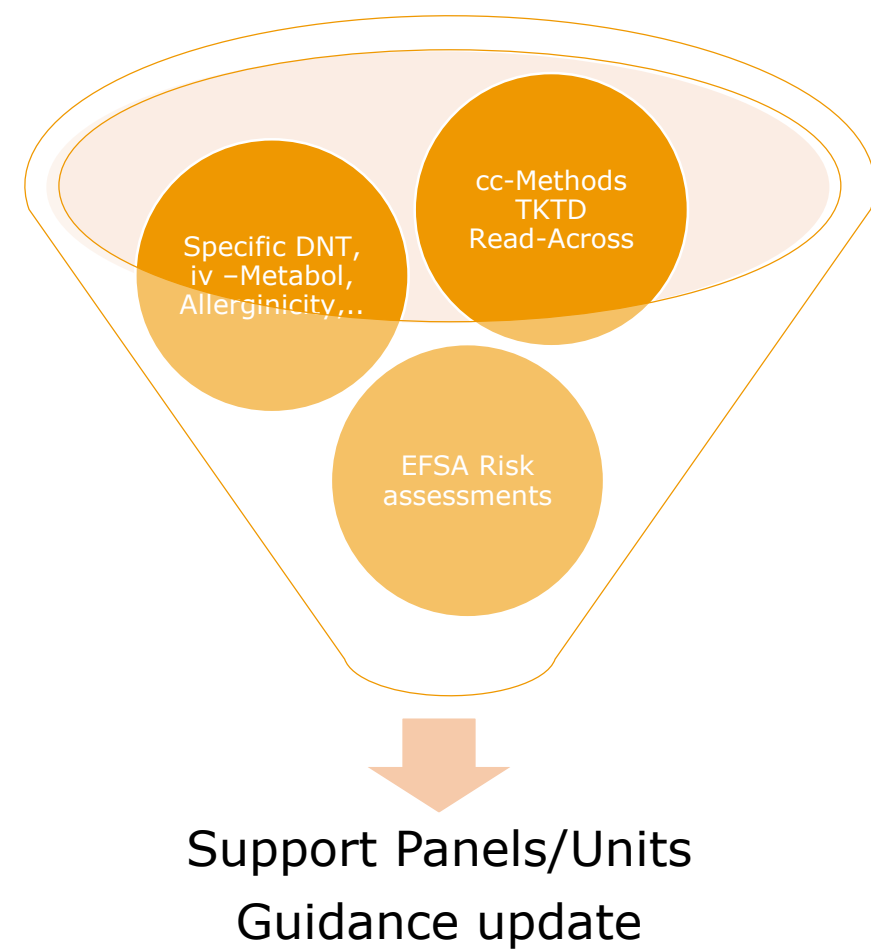 cc-Methods
TKTD
Read-Across
Specific DNT,
iv –Metabol,
Allerginicity,..
EFSA Risk
assessments
Support Panels/Units
Guidance update